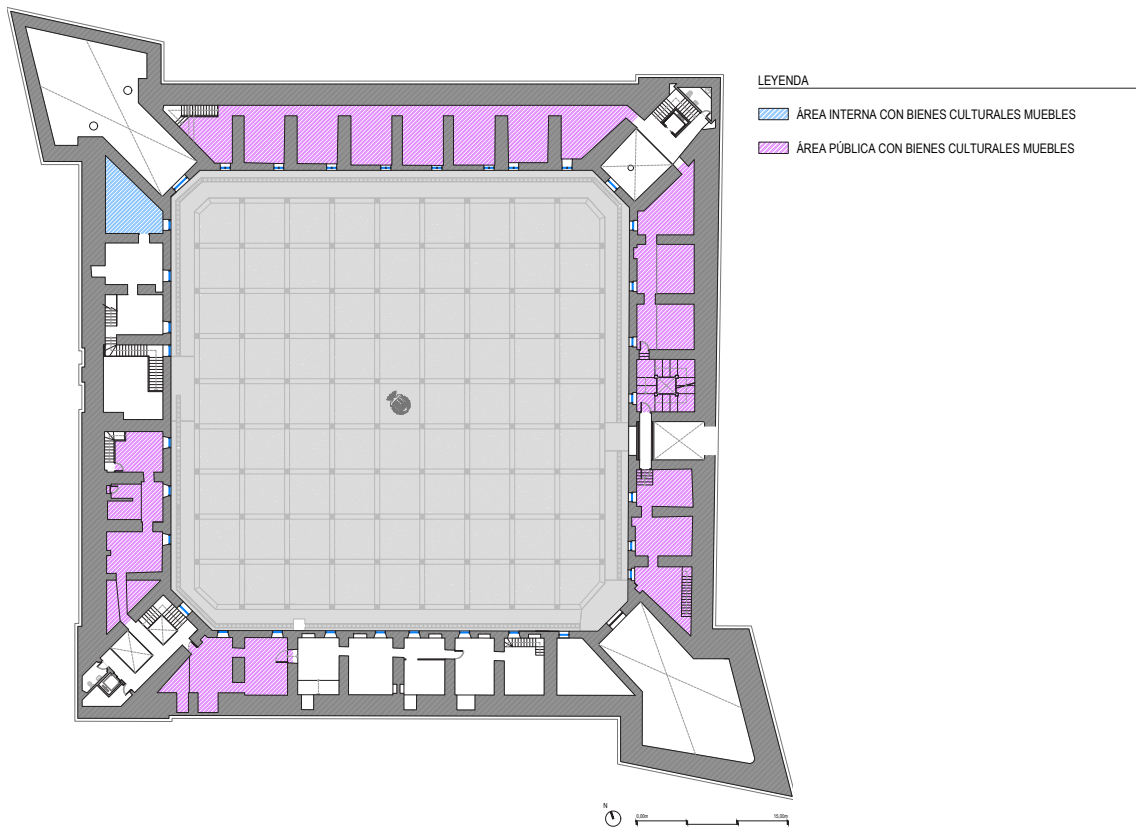 LEYENDA
ÁREA INTERNA CON BIENES CULTURALES MUEBLES
ÁREA PÚBLICA CON BIENES CULTURALES MUEBLES
N
0,00m 15,00m